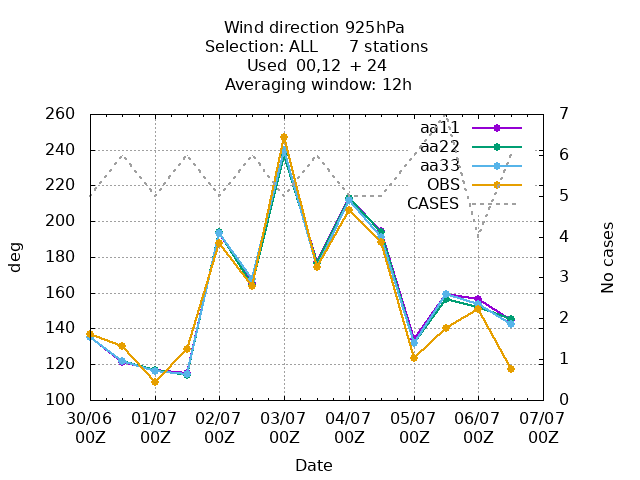 Wind direction 925hPa
Selection: ALL 7 stations
Used 00,12 + 24
Averaging window: 12h
260
240
220
200
180
160
140
120
100
deg
7
6
5
4
3
2
1
0
No cases
aa11
aa22
aa33
OBS
CASES
30/06 01/07 02/07 03/07 04/07 05/07 06/07 07/07
00Z 00Z 00Z 00Z 00Z 00Z 00Z 00Z
Date